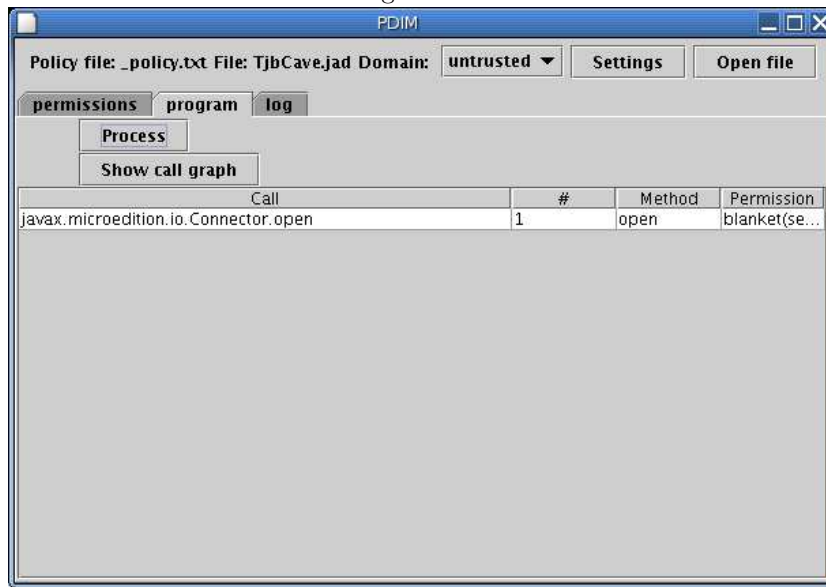 PDIM
Policy file: _policy.txt File: TjbCave.jad Domain: untrusted Settings Open file
permissions program log
Process
Show call graph
Call # Method Permission
javax.microedition.io.Connector.open 1 open blanket(se...